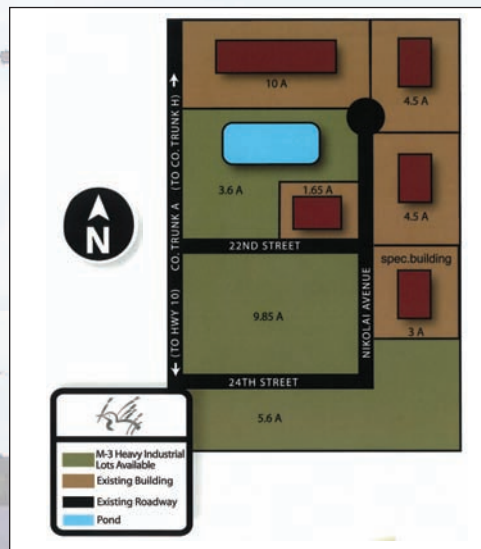 10 A
4.5 A
(TO CO. TRUNK H)
CO. TRUNK A
(TO HWY 10)
3.6 A
1.65 A
4.5 A
22ND STREET
NIKOLAI AVENUE
spec.building
3 A
9.85 A
24TH STREET
5.6 A
N
M-3 Heavy Industrial
Lots Available
Existing Building
Existing Roadway
Pond